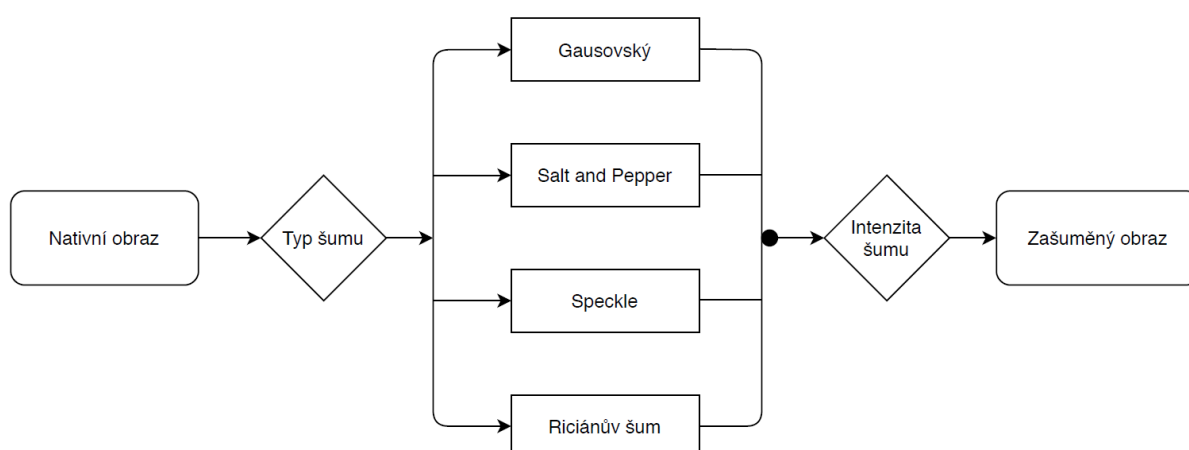 Nativní obraz
Typ šumu
Gausovský
Salt and Pepper
Speckle
Riciánův šum
Intenzita
šumu
Zašuměný obraz